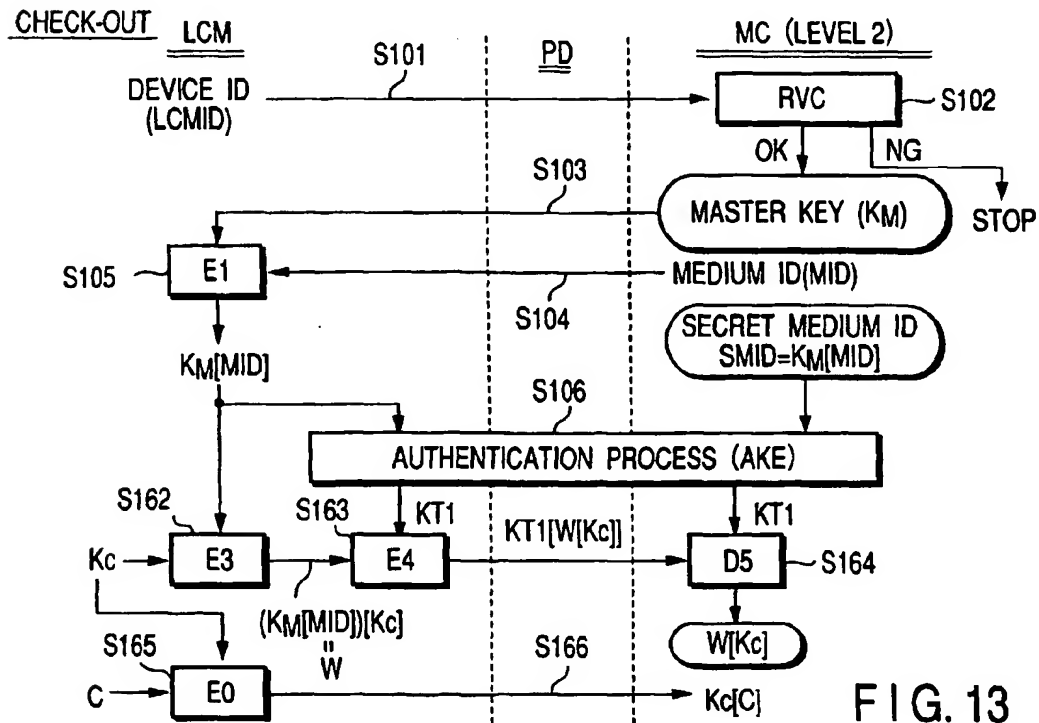 CHECK-OUT
LCM
PD
MC (LEVEL 2)
S101
DEVICE ID
(LCMID)
RVC
S102
OK
NG
S103
MASTER KEY (KM)
STOP
S105
E1
MEDIUM ID(MID)
S104
SECRET MEDIUM ID
SMID=KM[MID]
KM[MID]
S106
AUTHENTICATION PROCESS (AKE)
S162
S163
KT1
KT1[W[Kc]]
KT1
Kc
E3
E4
D5
S164
(KM[MID])[Kc]
=
W
W[Kc]
S165
S166
C
E0
Kc[C]
FIG. 13